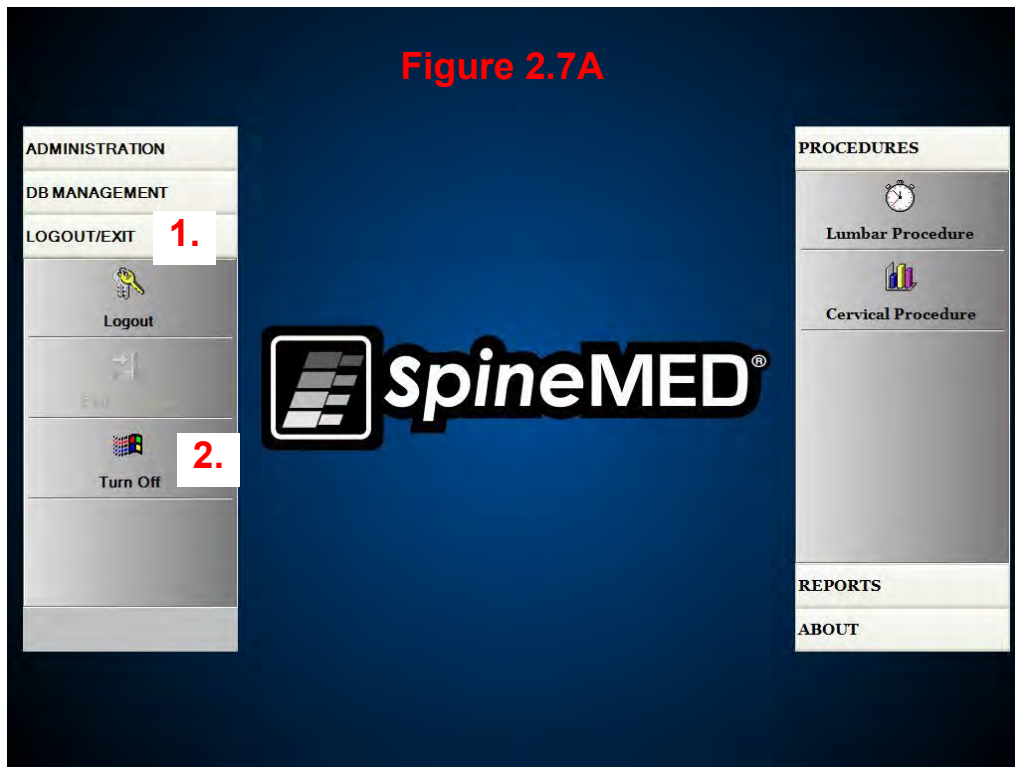 Figure 2.7A
ADMINISTRATION
DB MANAGEMENT
LOGOUT/EXIT 1.
Logout
Turn Off 2.
SpineMED®
PROCEDURES
Lumbar Procedure
Cervical Procedure
REPORTS
ABOUT